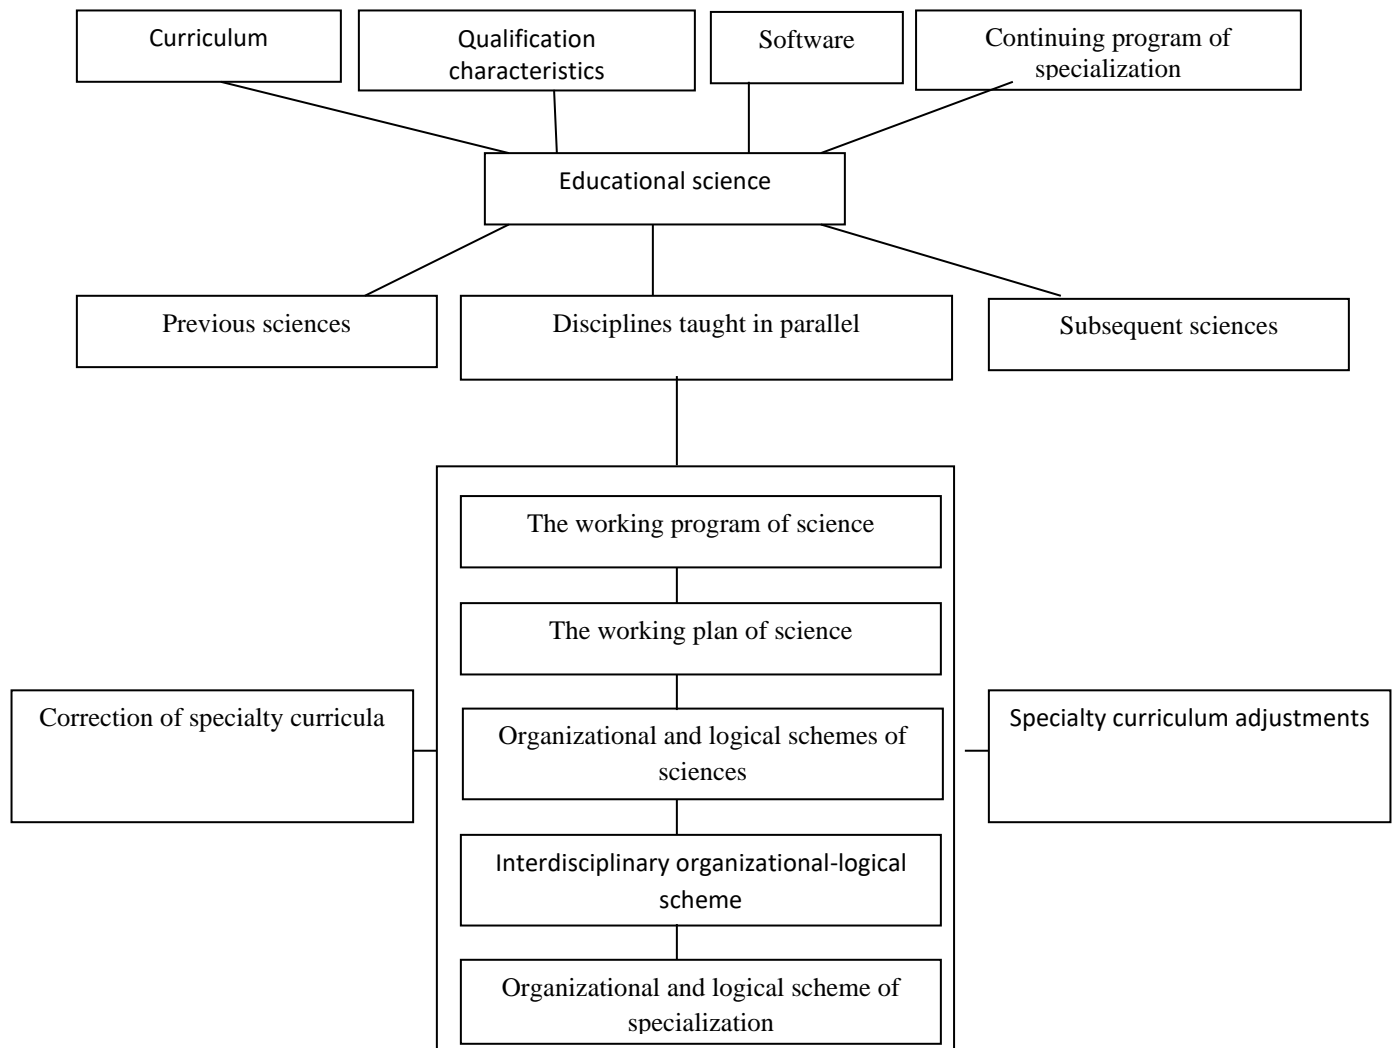 Curriculum
Qualification
characteristics
Software
Continuing program of
specialization
Educational science
Previous sciences
Disciplines taught in parallel
Subsequent sciences
The working program of science
The working plan of science
Correction of specialty curricula
Organizational and logical schemes of
sciences
Specialty curriculum adjustments
Interdisciplinary organizational-logical
scheme
Organizational and logical scheme of
specialization